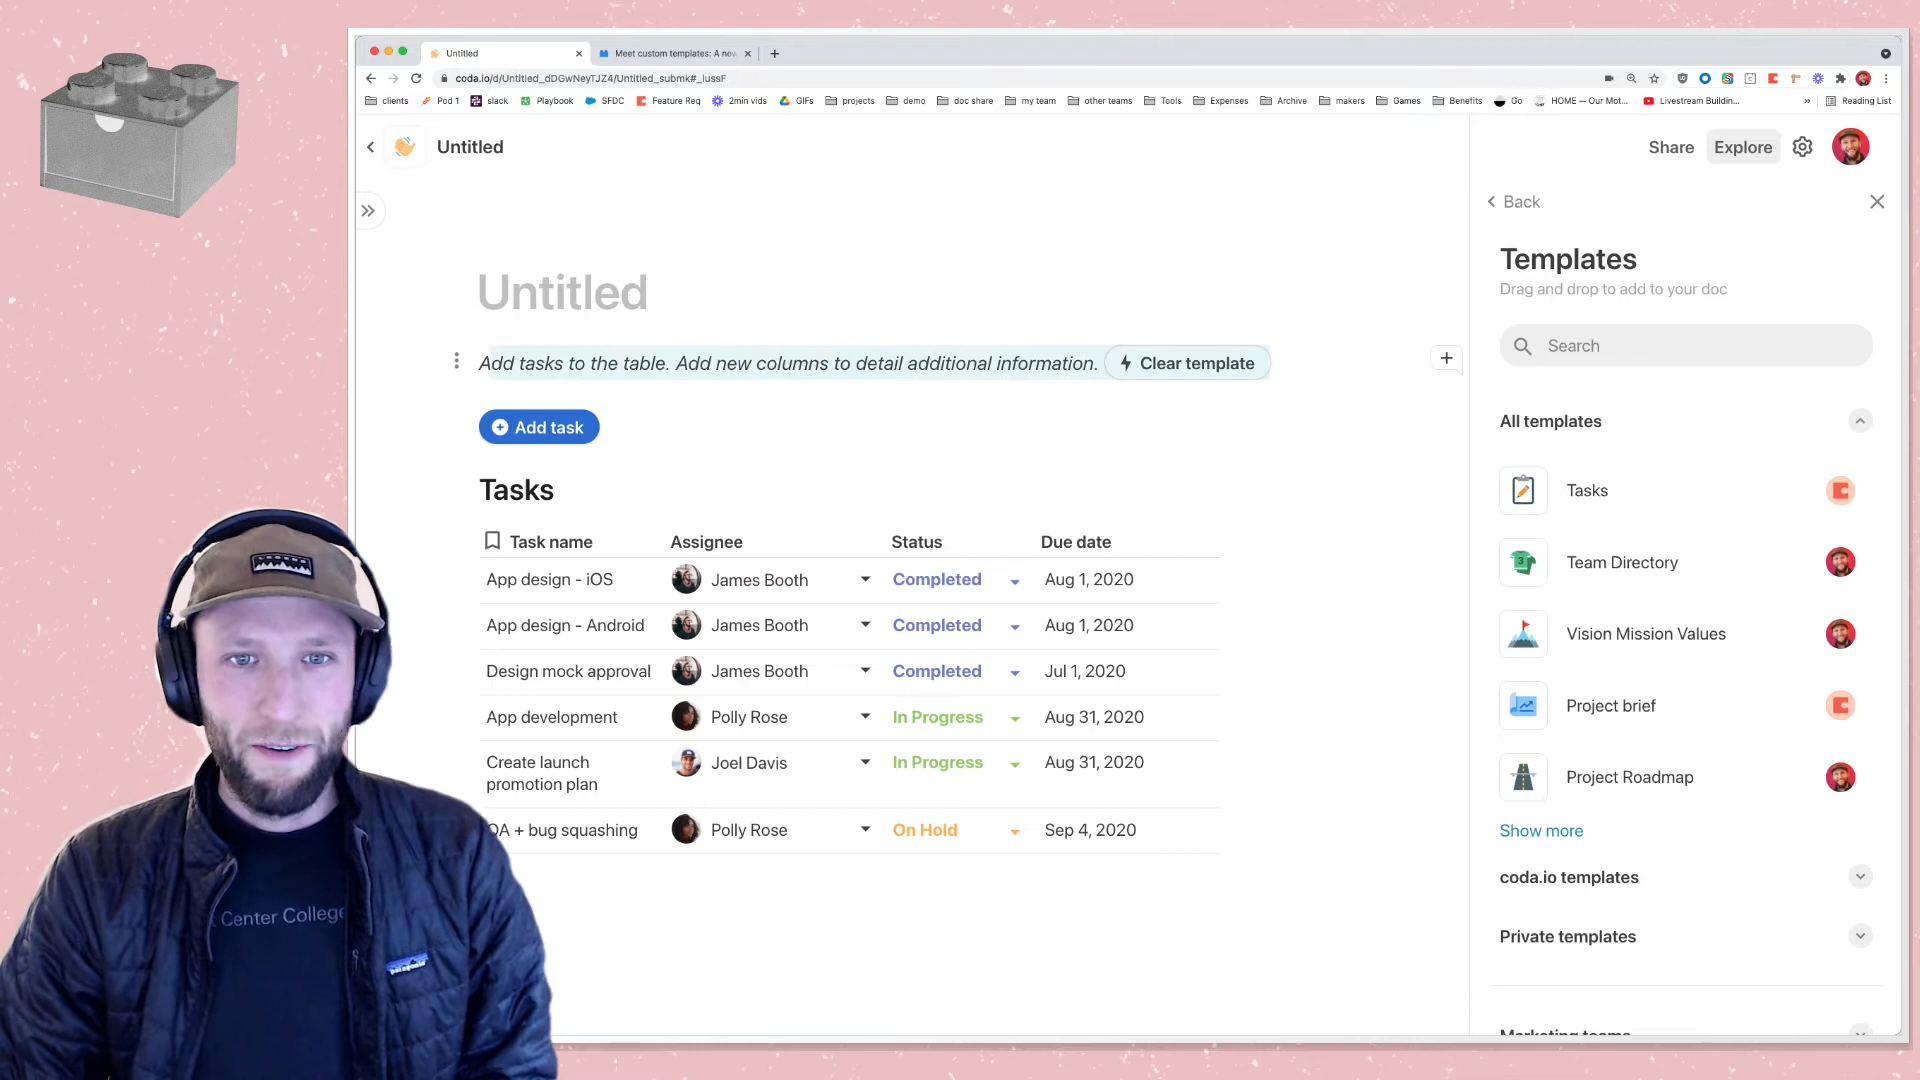 Untitled
Meet custom templates: A nev
coda.io/d/Untitled_dDGwNeyTJZ4/Untitled_submk#_lussF
clients
Pod 1
slack
Playbook
SFDC
Feature Req
2min vids
GIFs
projects
demo
doc share
my team
other teams
Tools
Expenses
Archive
makers
Games
Benefits
Go
HOME — Our Mot...
Livestream Buildin...
»
Reading List
Untitled
Share
Explore
Back
Untitled
Templates
Drag and drop to add to your doc
Search
Add tasks to the table. Add new columns to detail additional information. Clear template
Add task
All templates
Tasks
Tasks
Team Directory
Vision Mission Values
Project brief
Project Roadmap
Show more
coda.io templates
Private templates
Task name Assignee Status Due date
App design - iOS James Booth Completed Aug 1, 2020
App design - Android James Booth Completed Aug 1, 2020
Design mock approval James Booth Completed Jul 1, 2020
App development Polly Rose In Progress Aug 31, 2020
Create launch Joel Davis In Progress Aug 31, 2020
promotion plan
QA + bug squashing Polly Rose On Hold Sep 4, 2020
Marketing teams
Center College
patagonia